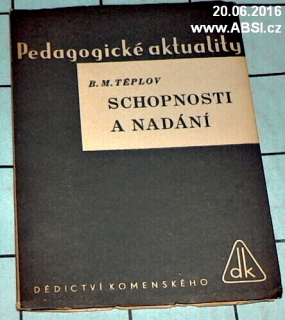 20.06.2016
www.ABSI.cz
Pedagogické aktuality
B. M. TĚPLOV
SCHOPNOSTI
A NADÁNÍ
DĚDICTVÍ KOMENSKÉHO
dk